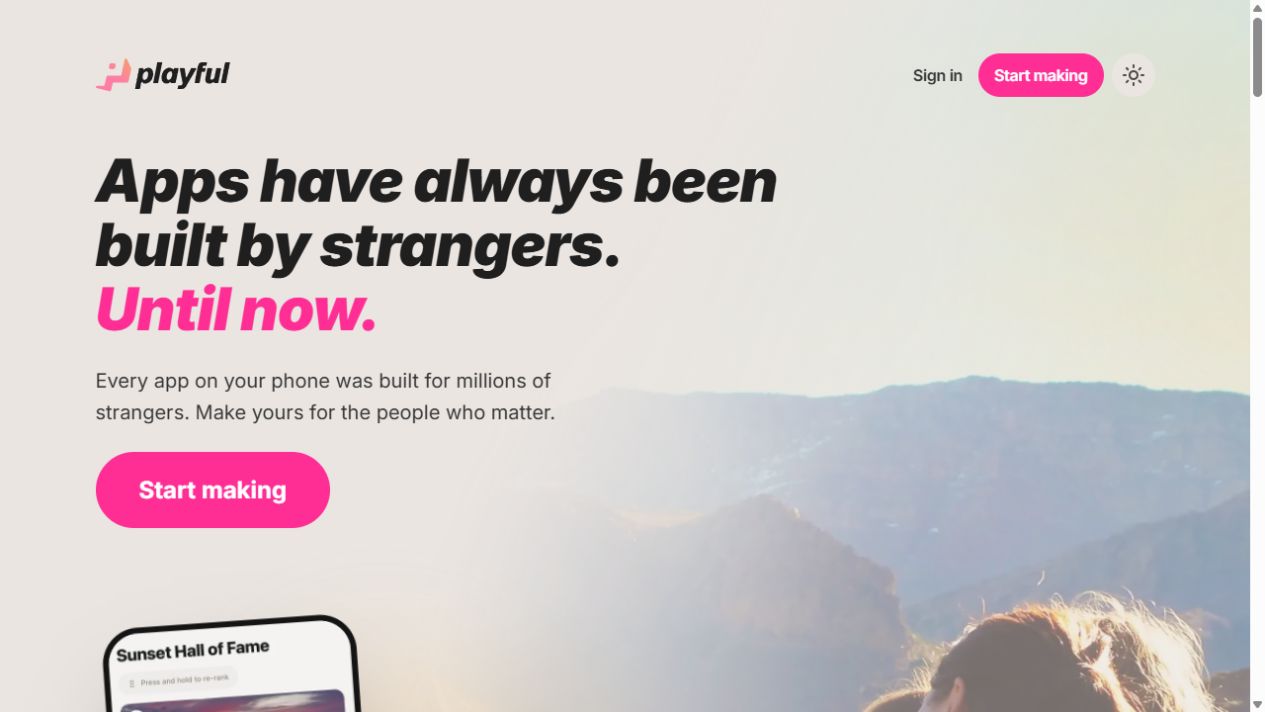 playful
Sign in
Start making
Apps have always been
built by strangers.
Until now.
Every app on your phone was built for millions of
strangers. Make yours for the people who matter.
Start making
Sunset Hall of Fame
Press and hold to re-rank